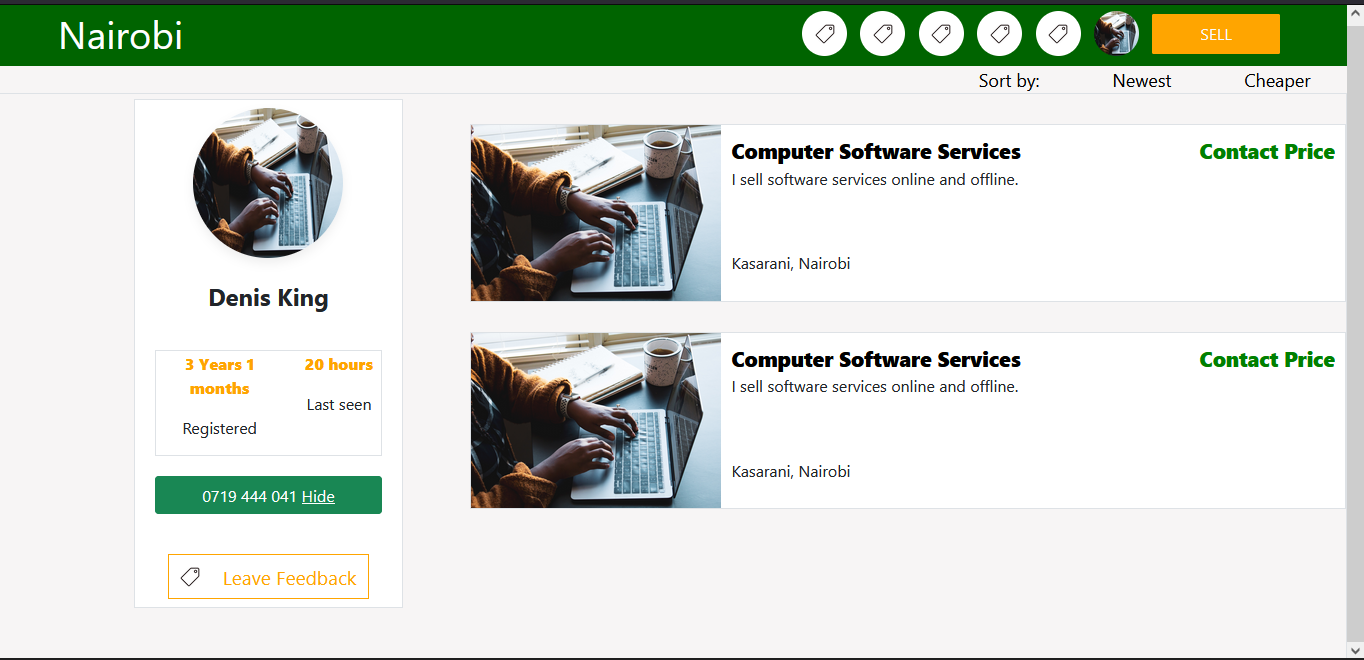 Nairobi
SELL
Sort by: Newest Cheaper
Denis King
3 Years 1 months
Registered
20 hours
Last seen
0719 444 041 Hide
Leave Feedback
Computer Software Services Contact Price
I sell software services online and offline.
Kasarani, Nairobi
Computer Software Services Contact Price
I sell software services online and offline.
Kasarani, Nairobi